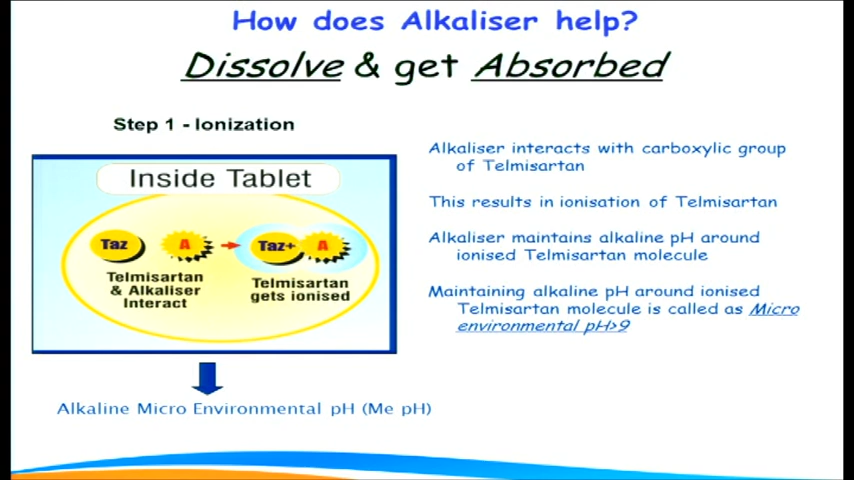 How does Alkaliser help?
Dissolve & get Absorbed
Step 1 - Ionization
Inside Tablet
Taz A Taz+ A
Telmisartan
& Alkaliser
Interact
Telmisartan
gets ionised
Alkaline Micro Environmental pH (Me pH)
Alkaliser interacts with carboxylic group
of Telmisartan
This results in ionisation of Telmisartan
Alkaliser maintains alkaline pH around
ionised Telmisartan molecule
Maintaining alkaline pH around ionised
Telmisartan molecule is called as Micro
environmental pH>9